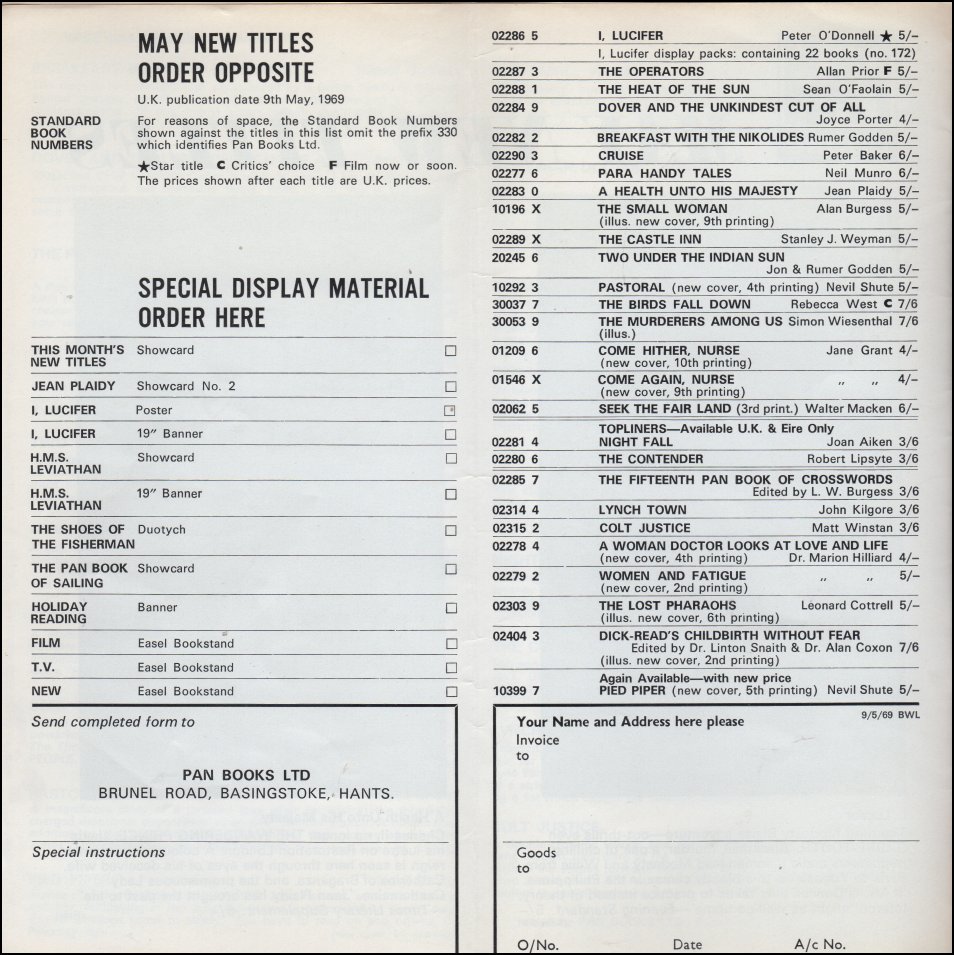 MAY NEW TITLES
ORDER OPPOSITE
U.K. publication date 9th May, 1969
STANDARD
BOOK
NUMBERS
For reasons of space, the Standard Book Numbers
shown against the titles in this list omit the prefix 330
which identifies Pan Books Ltd.
★Star title C Critics' choice F Film now or soon.
The prices shown after each title are U.K. prices.
SPECIAL DISPLAY MATERIAL
ORDER HERE
THIS MONTH'S Showcard
NEW TITLES
JEAN PLAIDY Showcard No. 2
I, LUCIFER Poster
I, LUCIFER 19″ Banner
H.M.S. Showcard
LEVIATHAN
H.M.S. 19″ Banner
LEVIATHAN
THE SHOES OF Duotych
THE FISHERMAN
THE PAN BOOK Showcard
OF SAILING
HOLIDAY Banner
READING
FILM Easel Bookstand
T.V. Easel Bookstand
NEW Easel Bookstand
Send completed form to
PAN BOOKS LTD
BRUNEL ROAD, BASINGSTOKE, HANTS.
Special instructions
02286 5 I, LUCIFER Peter O'Donnell ★ 5/–
I, Lucifer display packs: containing 22 books (no. 172)
02287 3 THE OPERATORS Allan Prior F 5/–
02288 1 THE HEAT OF THE SUN Sean O'Faolain 5/–
02284 9 DOVER AND THE UNKINDEST CUT OF ALL
Joyce Porter 4/–
02282 2 BREAKFAST WITH THE NIKOLIDES Rumer Godden 5/–
02290 3 CRUISE Peter Baker 6/–
02277 6 PARA HANDY TALES Neil Munro 6/–
02283 0 A HEALTH UNTO HIS MAJESTY Jean Plaidy 5/–
10196 X THE SMALL WOMAN Alan Burgess 5/–
(illus. new cover, 9th printing)
02289 X THE CASTLE INN Stanley J. Weyman 5/–
20245 6 TWO UNDER THE INDIAN SUN
Jon & Rumer Godden 5/–
10292 3 PASTORAL (new cover, 4th printing) Nevil Shute 5/–
30037 7 THE BIRDS FALL DOWN Rebecca West C 7/6
30053 9 THE MURDERERS AMONG US Simon Wiesenthal 7/6
(illus.)
01209 6 COME HITHER, NURSE Jane Grant 4/–
(new cover, 10th printing)
01546 X COME AGAIN, NURSE ,, ,, 4/–
(new cover, 9th printing)
02062 5 SEEK THE FAIR LAND (3rd print.) Walter Macken 6/–
TOPLINERS—Available U.K. & Eire Only
02281 4 NIGHT FALL Joan Aiken 3/6
02280 6 THE CONTENDER Robert Lipsyte 3/6
02285 7 THE FIFTEENTH PAN BOOK OF CROSSWORDS
Edited by L. W. Burgess 3/6
02314 4 LYNCH TOWN John Kilgore 3/6
02315 2 COLT JUSTICE Matt Winstan 3/6
02278 4 A WOMAN DOCTOR LOOKS AT LOVE AND LIFE
(new cover, 4th printing) Dr. Marion Hilliard 4/–
02279 2 WOMEN AND FATIGUE ,, ,, 5/–
(new cover, 2nd printing)
02303 9 THE LOST PHARAOHS Leonard Cottrell 5/–
(illus. new cover, 6th printing)
02404 3 DICK-READ'S CHILDBIRTH WITHOUT FEAR
Edited by Dr. Linton Snaith & Dr. Alan Coxon 7/6
(illus. new cover, 2nd printing)
Again Available—with new price
10399 7 PIED PIPER (new cover, 5th printing) Nevil Shute 5/–
Your Name and Address here please 9/5/69 BWL
Invoice
to
Goods
to
O/No. Date A/c No.